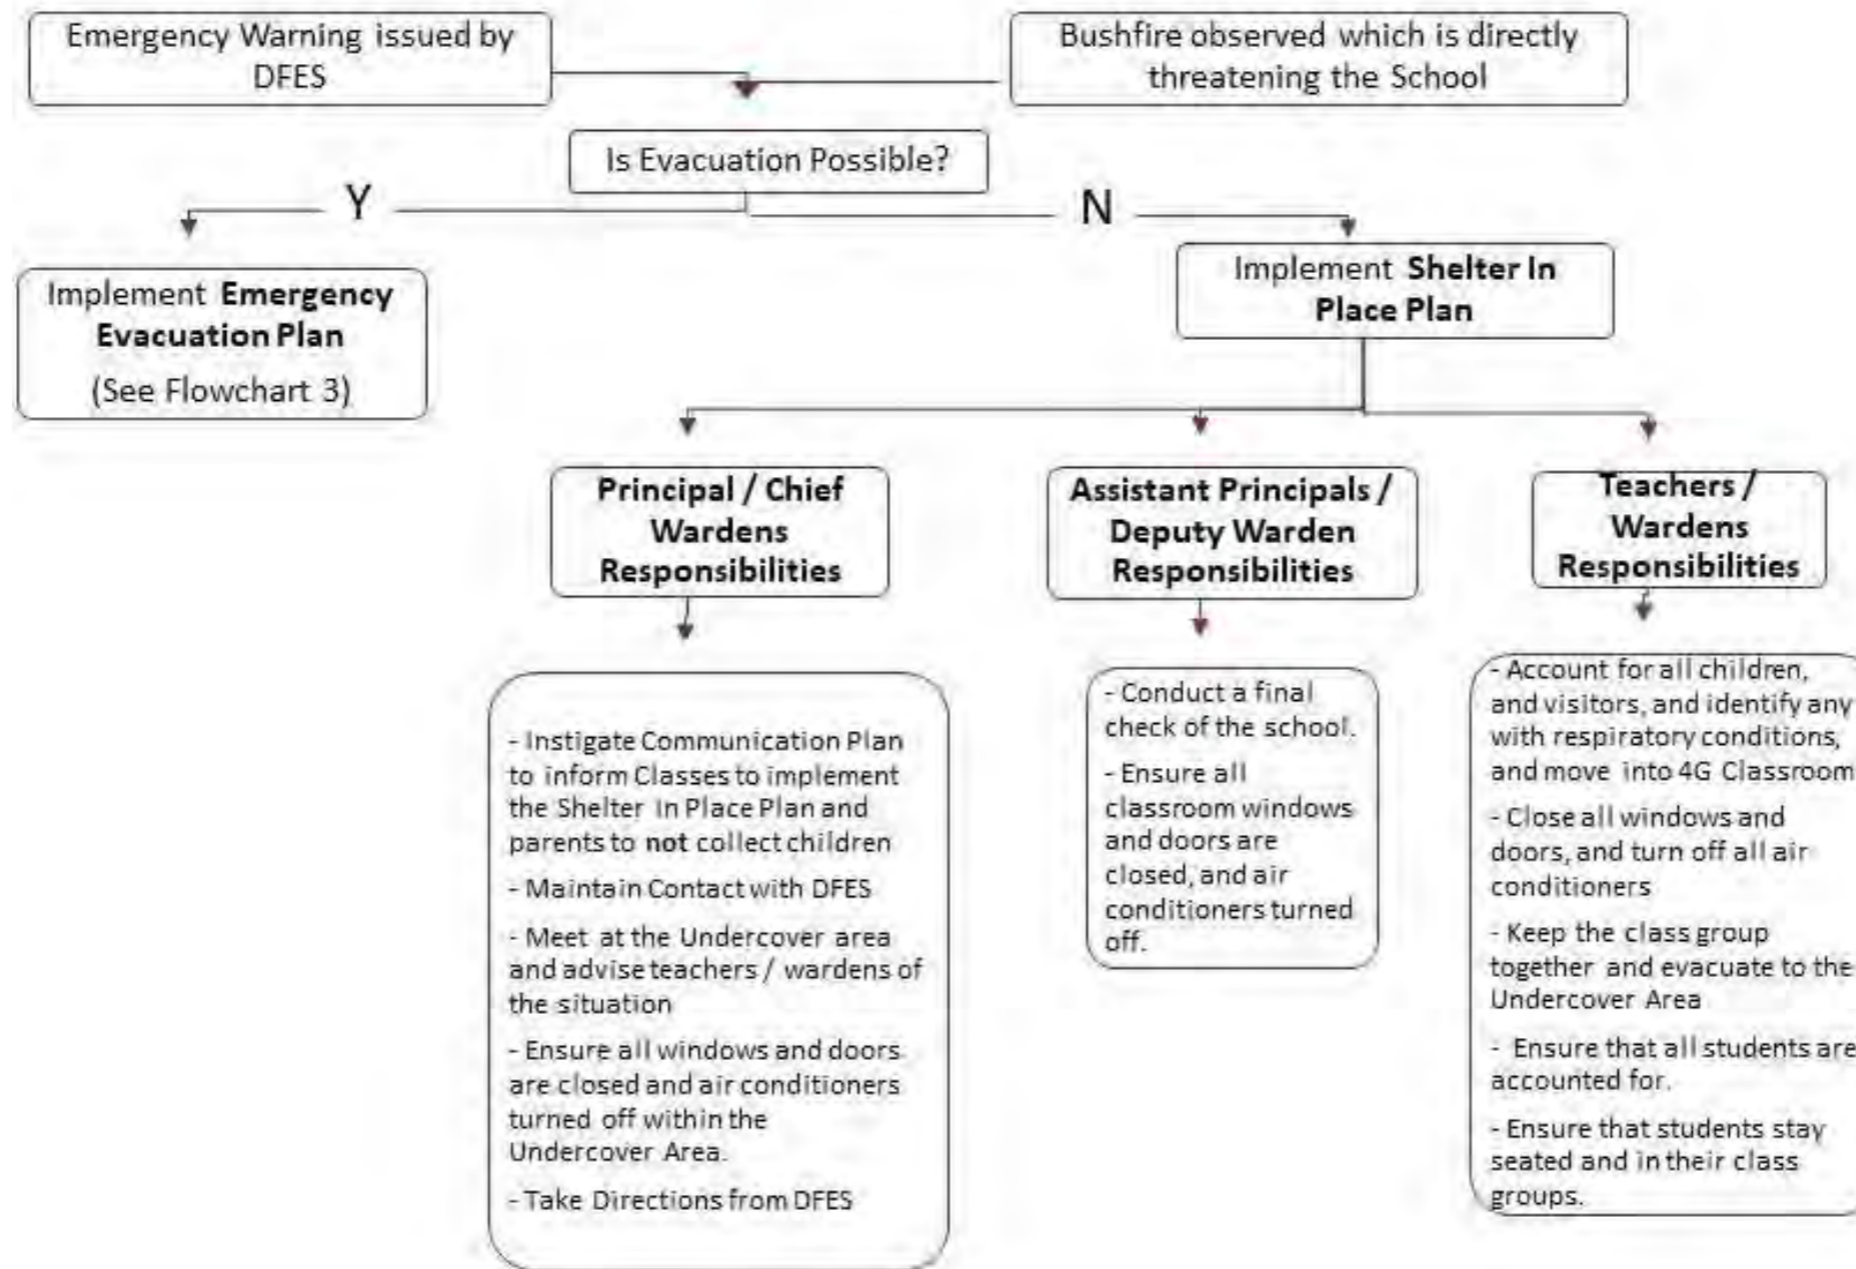 Emergency Warning issued by
DFES
Bushfire observed which is directly
threatening the School
Is Evacuation Possible?
Y
N
Implement Emergency
Evacuation Plan
(See Flowchart 3)
Implement Shelter In
Place Plan
Principal / Chief
Wardens
Responsibilities
Assistant Principals /
Deputy Warden
Responsibilities
Teachers /
Wardens
Responsibilities
- Instigate Communication Plan
to inform Classes to implement
the Shelter In Place Plan and
parents to not collect children
- Maintain Contact with DFES
- Meet at the Undercover area
and advise teachers / wardens of
the situation
- Ensure all windows and doors
are closed and air conditioners
turned off within the
Undercover Area.
- Take Directions from DFES
- Conduct a final
check of the school.
- Ensure all
classroom windows
and doors are
closed, and air
conditioners turned
off.
- Account for all children,
and visitors, and identify any
with respiratory conditions,
and move into 4G Classroom
- Close all windows and
doors, and turn off all air
conditioners
- Keep the class group
together and evacuate to the
Undercover Area
- Ensure that all students are
accounted for.
- Ensure that students stay
seated and in their class
groups.